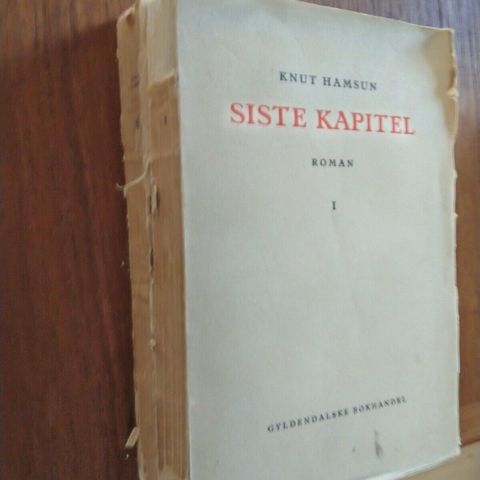 KNUT HAMSUN
SISTE KAPITEL
ROMAN
I
GYLDENDALSKE BOKHANDEL